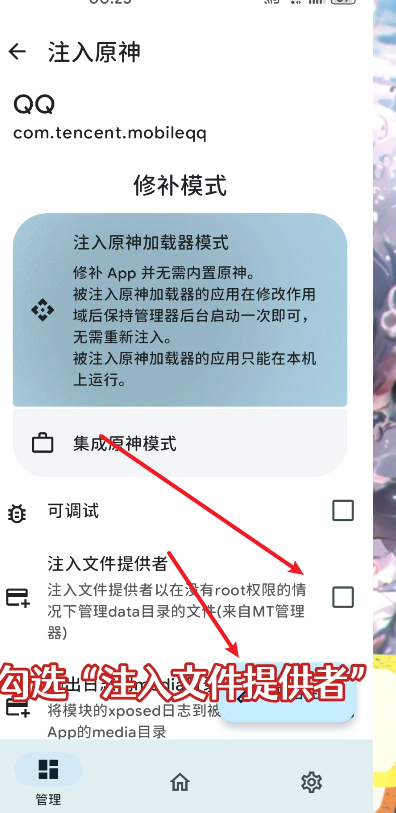 注入原神
QQ
com.tencent.mobileqq
修补模式
注入原神加载器模式
修补 App 并无需内置原神。
被注入原神加载器的应用在修改作用
域后保持管理器后台启动一次即可，
无需重新注入。
被注入原神加载器的应用只能在本机
上运行。
集成原神模式
可调试
注入文件提供者
注入文件提供者以在没有root权限的情
况下管理data目录的文件(来自MT管理
器)
勾选“注入文件提供者”
将模块的xposed日志到被
App的media目录
管理